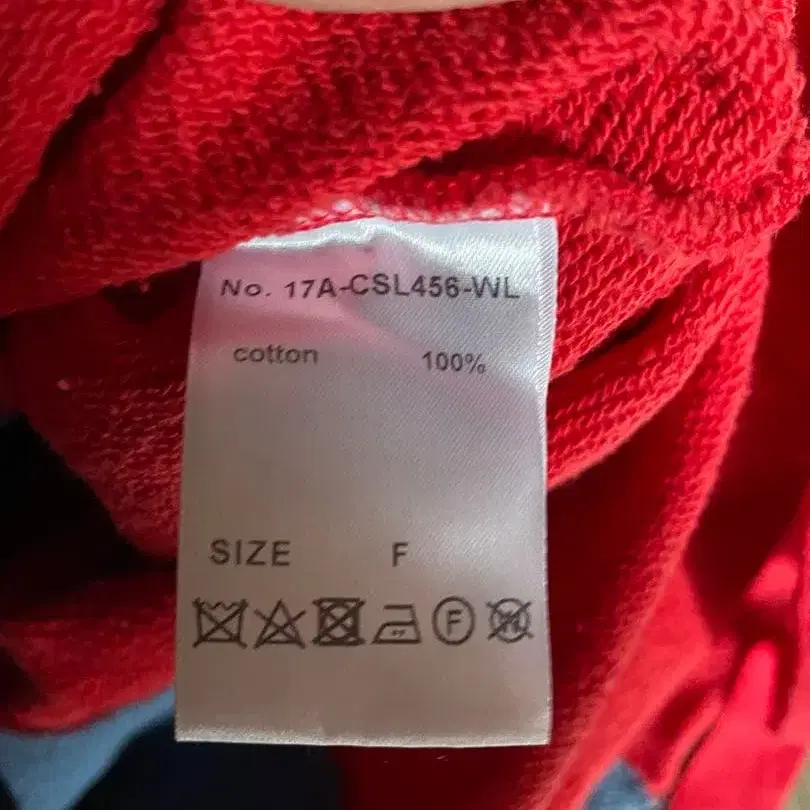 No. 17A-CSL456-WL
cotton 100%
SIZE F
F